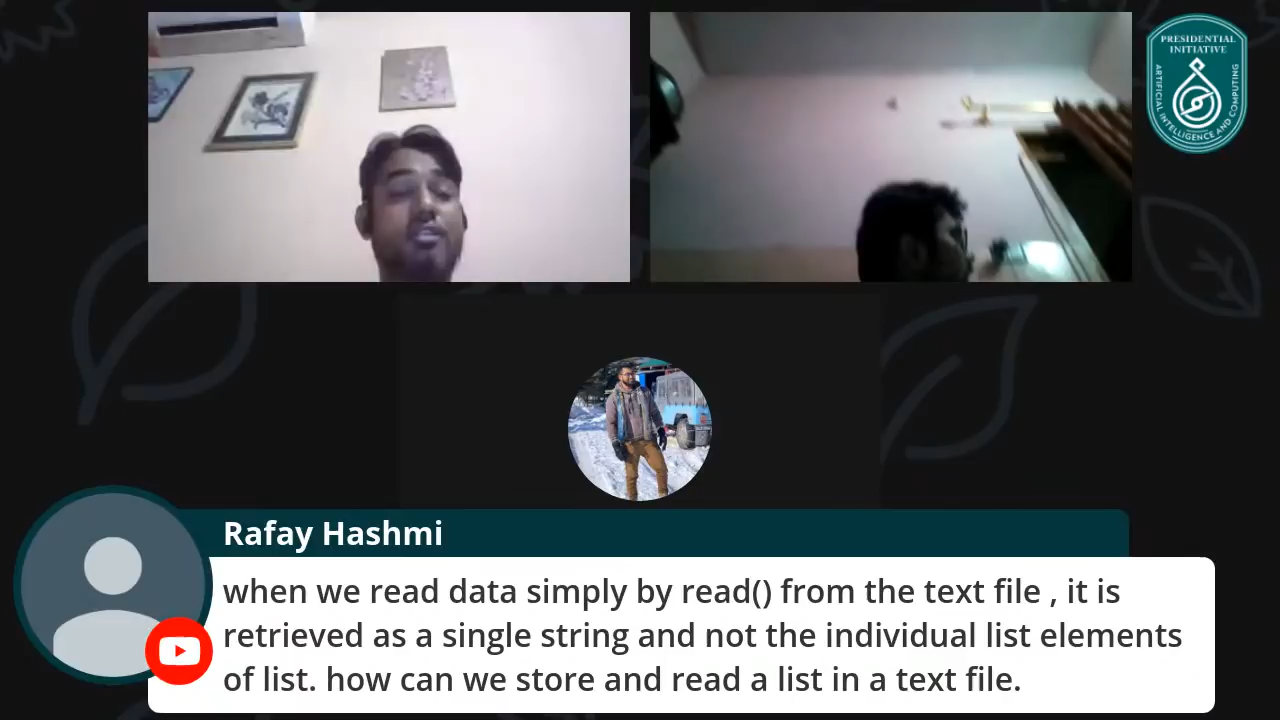 PRESIDENTIAL
INITIATIVE
ARTIFICIAL INTELLIGENCE AND COMPUTING
Rafay Hashmi
when we read data simply by read() from the text file , it is
retrieved as a single string and not the individual list elements
of list. how can we store and read a list in a text file.